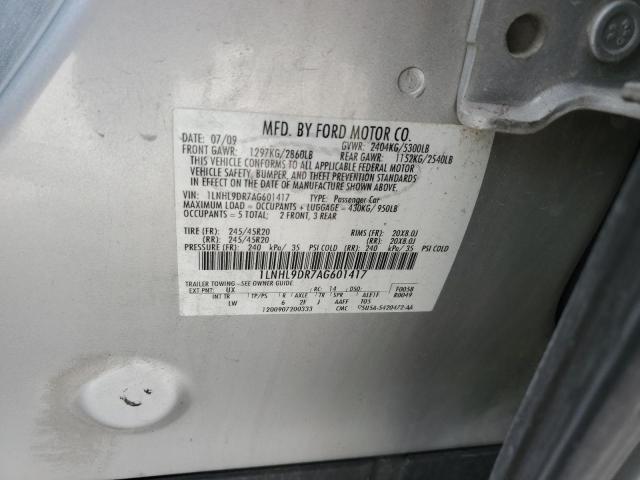 MFD. BY FORD MOTOR CO.
DATE: 07/09 GVWR: 2404KG/5300LB
FRONT GAWR: 1297KG/2860LB REAR GAWR: 1152KG/2540LB
THIS VEHICLE CONFORMS TO ALL APPLICABLE FEDERAL MOTOR
VEHICLE SAFETY, BUMPER, AND THEFT PREVENTION STANDARDS
IN EFFECT ON THE DATE OF MANUFACTURE SHOWN ABOVE.
VIN: 1LNHL9DR7AG601417 TYPE: Passenger Car
MAXIMUM LOAD = OCCUPANTS + LUGGAGE = 430KG/ 950LB
OCCUPANTS = 5 TOTAL: 2 FRONT, 3 REAR
TIRE (FR): 245/45R20 RIMS (FR): 20X8.0J
(RR): 245/45R20 (RR): 20X8.0J
PRESSURE (FR): 240 kPa/ 35 PSI COLD (RR): 240 kPa/ 35 PSI COLD
1LNHL9DR7AG601417
TRAILER TOWING – SEE OWNER GUIDE
EXT PNT: UX RC: 14 DSO: F0058
INT TR TP/PS R AXLE TR SPR R0049
LW 6 2F J AAFF
1200907200333 CMC